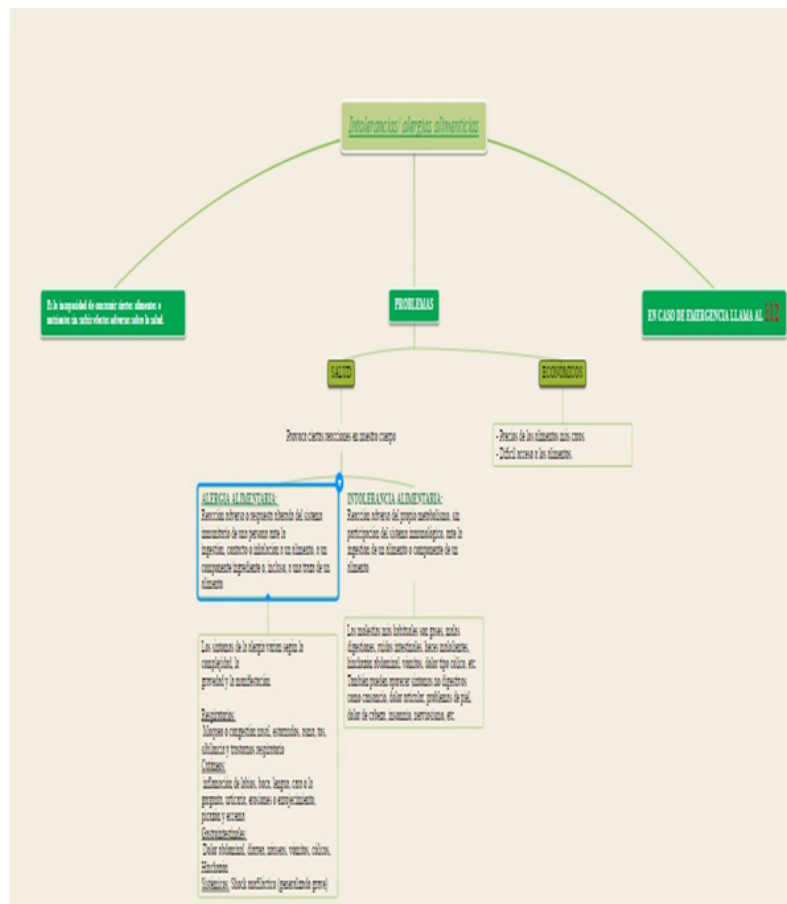 Intolerancias/ alergias alimenticias
Es la incapacidad de consumir ciertos alimentos o
nutrientes sin sufrir efectos adversos sobre la salud.
PROBLEMAS
EN CASO DE EMERGENCIA LLAMA AL 112
SALUD
ECONOMICOS
Provoca ciertas reacciones en nuestro cuerpo
- Precios de los alimentos más caros.
- Difícil acceso a los alimentos.
ALERGIA ALIMENTARIA:
Reacción adversa o respuesta alterada del sistema
inmunitario de una persona ante la
ingestión, contacto o inhalación a un alimento, a un
componente ingrediente o, incluso, a una traza de un
alimento.
INTOLERANCIA ALIMENTARIA:
Reacción adversa del propio metabolismo, sin
participación del sistema inmunológico, ante la
ingestión de un alimento o componente de un
alimento.
Los síntomas de la alergia varían según la
complejidad, la
gravedad y la manifestación.
Respiratorios:
Bloqueo o congestión nasal, estornudos, asma, tos,
sibilancia y trastornos respiratorio
Cutáneos:
inflamación de labios, boca, lengua, cara o la
garganta, urticaria, erosiones o enrojecimiento,
picazón y eccema
Gastrointestinales:
Dolor abdominal, diarrea, náuseas, vómitos, cólicos,
Hinchazón
Sistémicos: Shock anafiláctico (generalizado grave)
Las molestias más habituales son gases, malas
digestiones, ruidos intestinales, heces malolientes,
hinchazón abdominal, vómitos, dolor tipo cólico, etc.
También pueden aparecer síntomas no digestivos
como cansancio, dolor articular, problemas de piel,
dolor de cabeza, insomnio, nerviosismo, etc.